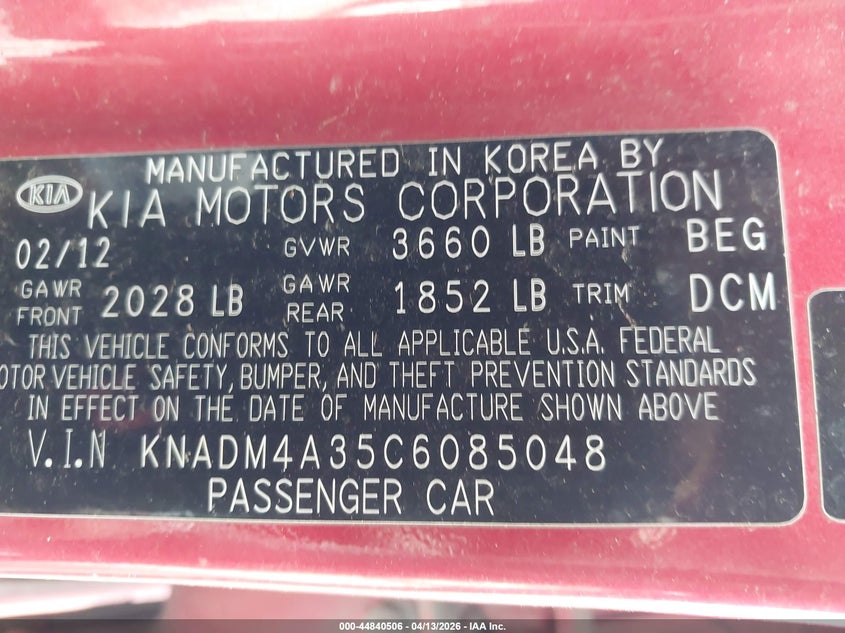 MANUFACTURED IN KOREA BY
KIA KIA MOTORS CORPORATION
02/12 GVWR 3660 LB PAINT BEG
GAWR FRONT 2028 LB GAWR REAR 1852 LB TRIM DCM
THIS VEHICLE CONFORMS TO ALL APPLICABLE U.S.A. FEDERAL
OTOR VEHICLE SAFETY, BUMPER, AND THEFT PREVENTION STANDARDS
IN EFFECT ON THE DATE OF MANUFACTURE SHOWN ABOVE
V.I.N KNADM4A35C6085048
PASSENGER CAR
000-44840506 - 04/13/2026 - IAA Inc.